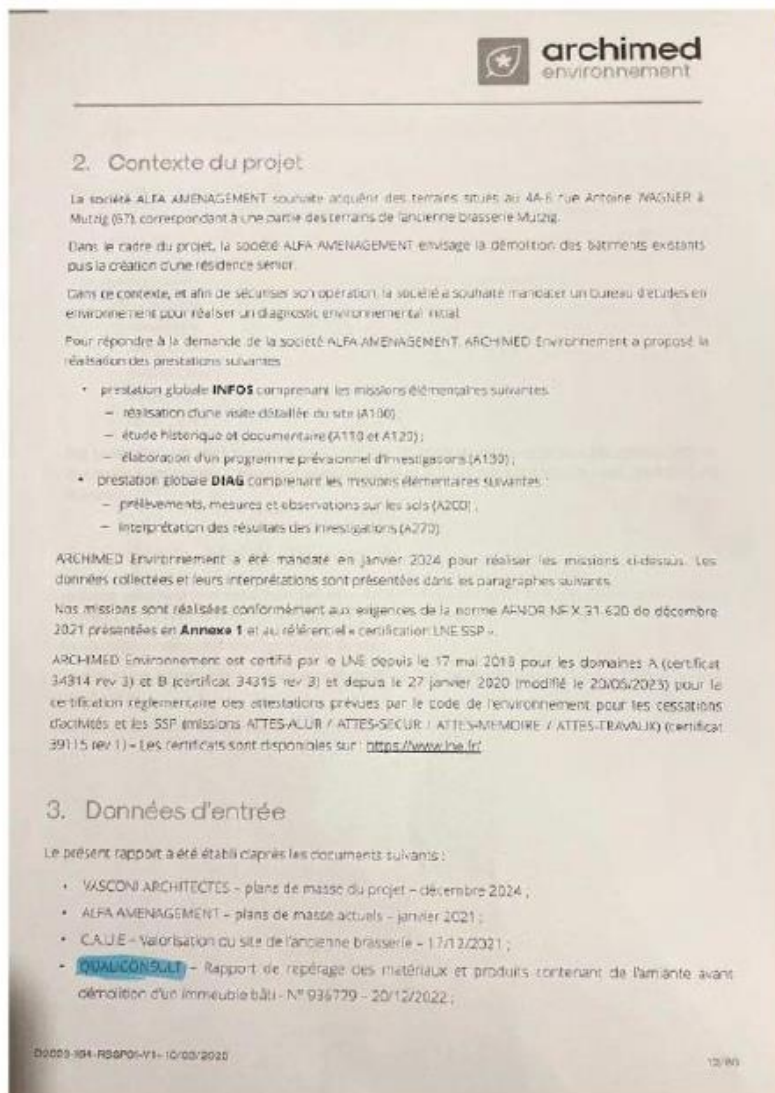 archimed
environnement
2. Contexte du projet
La société ALFA AMENAGEMENT souhaite acquérir des terrains situés au 4A-6 rue Antoine WAGNER à
Mutzig (67), correspondant à une partie des terrains de l'ancienne brasserie Mutzig.
Dans le cadre du projet, la société ALFA AMENAGEMENT envisage la démolition des bâtiments existants
puis la création d'une résidence sénior.
Dans ce contexte, et afin de sécuriser son opération, la société a souhaité mandater un bureau d'études en
environnement pour réaliser un diagnostic environnemental initial.
Pour répondre à la demande de la société ALFA AMENAGEMENT, ARCHIMED Environnement a proposé la
réalisation des prestations suivantes
• prestation globale INFOS comprenant les missions élémentaires suivantes
– réalisation d'une visite détaillée du site (A100)
– étude historique et documentaire (A110 et A120) ;
– élaboration d'un programme prévisionnel d'investigations (A130) ;
• prestation globale DIAG comprenant les missions élémentaires suivantes :
– prélèvements, mesures et observations sur les sols (A200) ;
– interprétation des résultats des investigations (A270)
ARCHIMED Environnement a été mandaté en janvier 2024 pour réaliser les missions ci-dessus. Les
données collectées et leurs interprétations sont présentées dans les paragraphes suivants.
Nos missions sont réalisées conformément aux exigences de la norme AFNOR NF X 31-620 de décembre
2021 présentées en Annexe 1 et au référentiel « certification LNE SSP ».
ARCHIMED Environnement est certifié par le LNE depuis le 17 mai 2018 pour les domaines A (certificat
34314 rev 3) et B (certificat 34315 rev 3) et depuis le 27 janvier 2020 (modifié le 20/06/2023) pour la
certification réglementaire des attestations prévues par le code de l'environnement pour les cessations
d'activités et les SSP (missions ATTES-ALUR / ATTES-SECUR / ATTES-MEMOIRE / ATTES-TRAVAUX) (certificat
39115 rev 1) – Les certificats sont disponibles sur : https://www.lne.fr/
3. Données d'entrée
Le présent rapport a été établi d'après les documents suivants :
• VASCONI ARCHITECTES – plans de masse du projet – décembre 2024 ;
• ALFA AMENAGEMENT – plans de masse actuels – janvier 2021 ;
• C.A.U.E – Valorisation du site de l'ancienne brasserie – 17/12/2021 ;
• QUALICONSULT – Rapport de repérage des matériaux et produits contenant de l'amiante avant
démolition d'un immeuble bâti - N° 936779 – 20/12/2022 ;
12/80